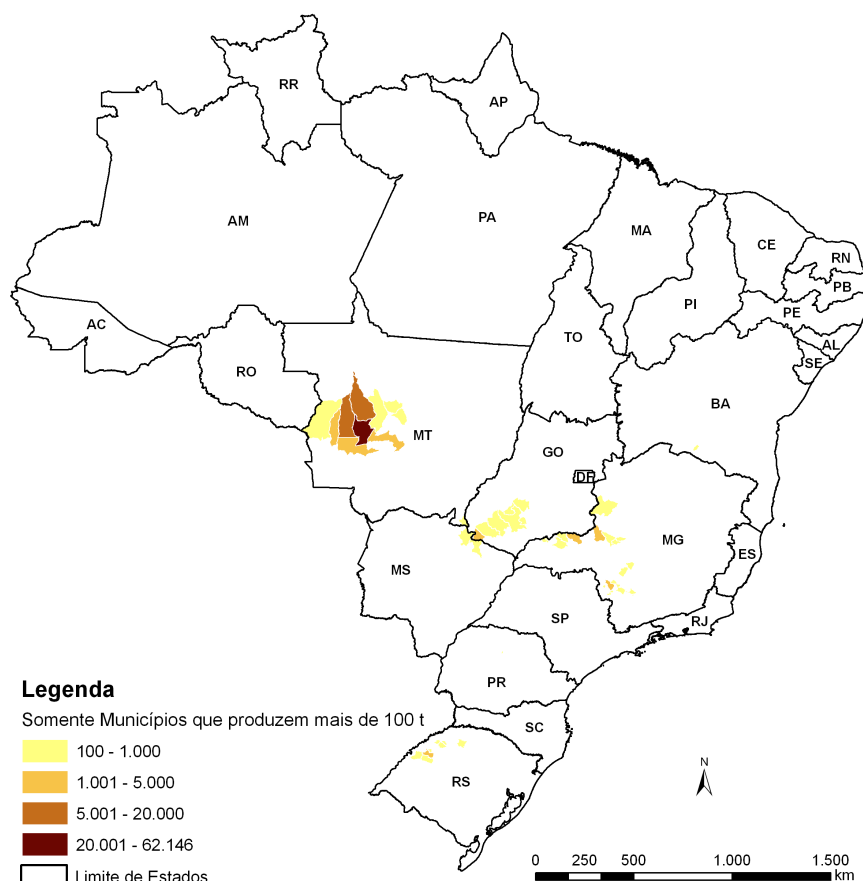 RR
AP
AM
PA
MA
CE
RN
PB
PI
PE
AC
TO
AL
SE
RO
BA
MT
GO
DF
MG
ES
MS
SP
RJ
PR
SC
RS
Legenda
Somente Municípios que produzem mais de 100 t
100 - 1.000
1.001 - 5.000
5.001 - 20.000
20.001 - 62.146
Limite de Estados
N
0 250 500 1.000 1.500
km